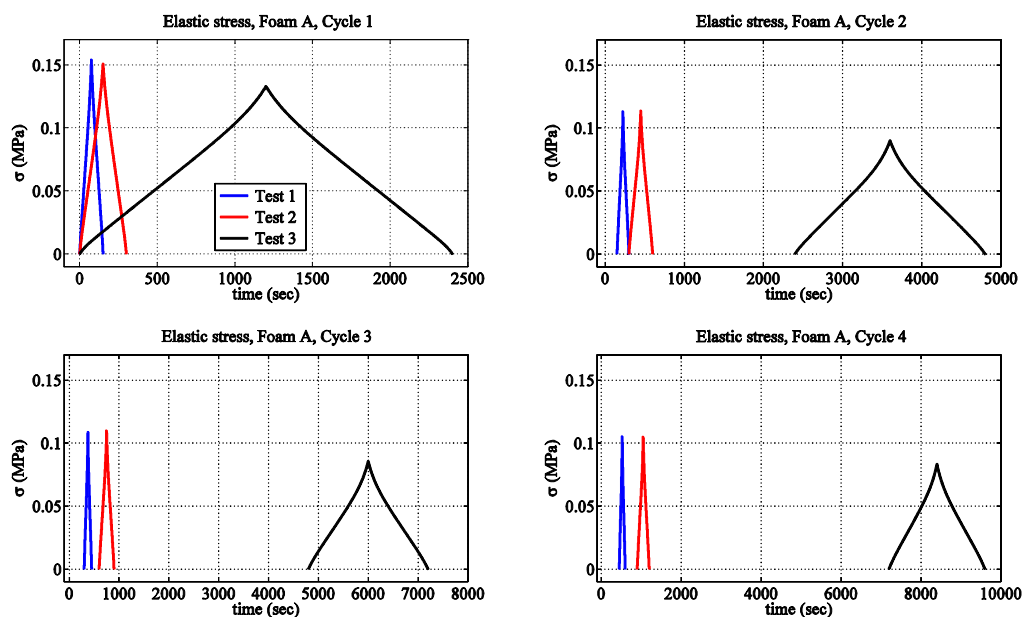 Elastic stress, Foam A, Cycle 1
0.15
0.1
0.05
0
σ (MPa)
Test 1
Test 2
Test 3
0 500 1000 1500 2000 2500
time (sec)
Elastic stress, Foam A, Cycle 2
0.15
0.1
0.05
0
σ (MPa)
0 1000 2000 3000 4000 5000
time (sec)
Elastic stress, Foam A, Cycle 3
0.15
0.1
0.05
0
σ (MPa)
0 1000 2000 3000 4000 5000 6000 7000 8000
time (sec)
Elastic stress, Foam A, Cycle 4
0.15
0.1
0.05
0
σ (MPa)
0 2000 4000 6000 8000 10000
time (sec)